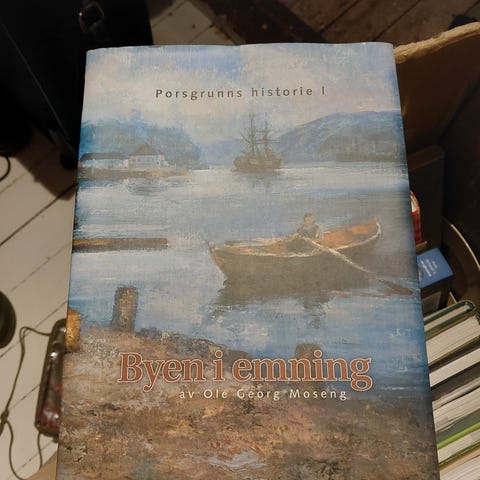 Porsgrunns historie I
Byen i emning
av Ole Georg Moseng